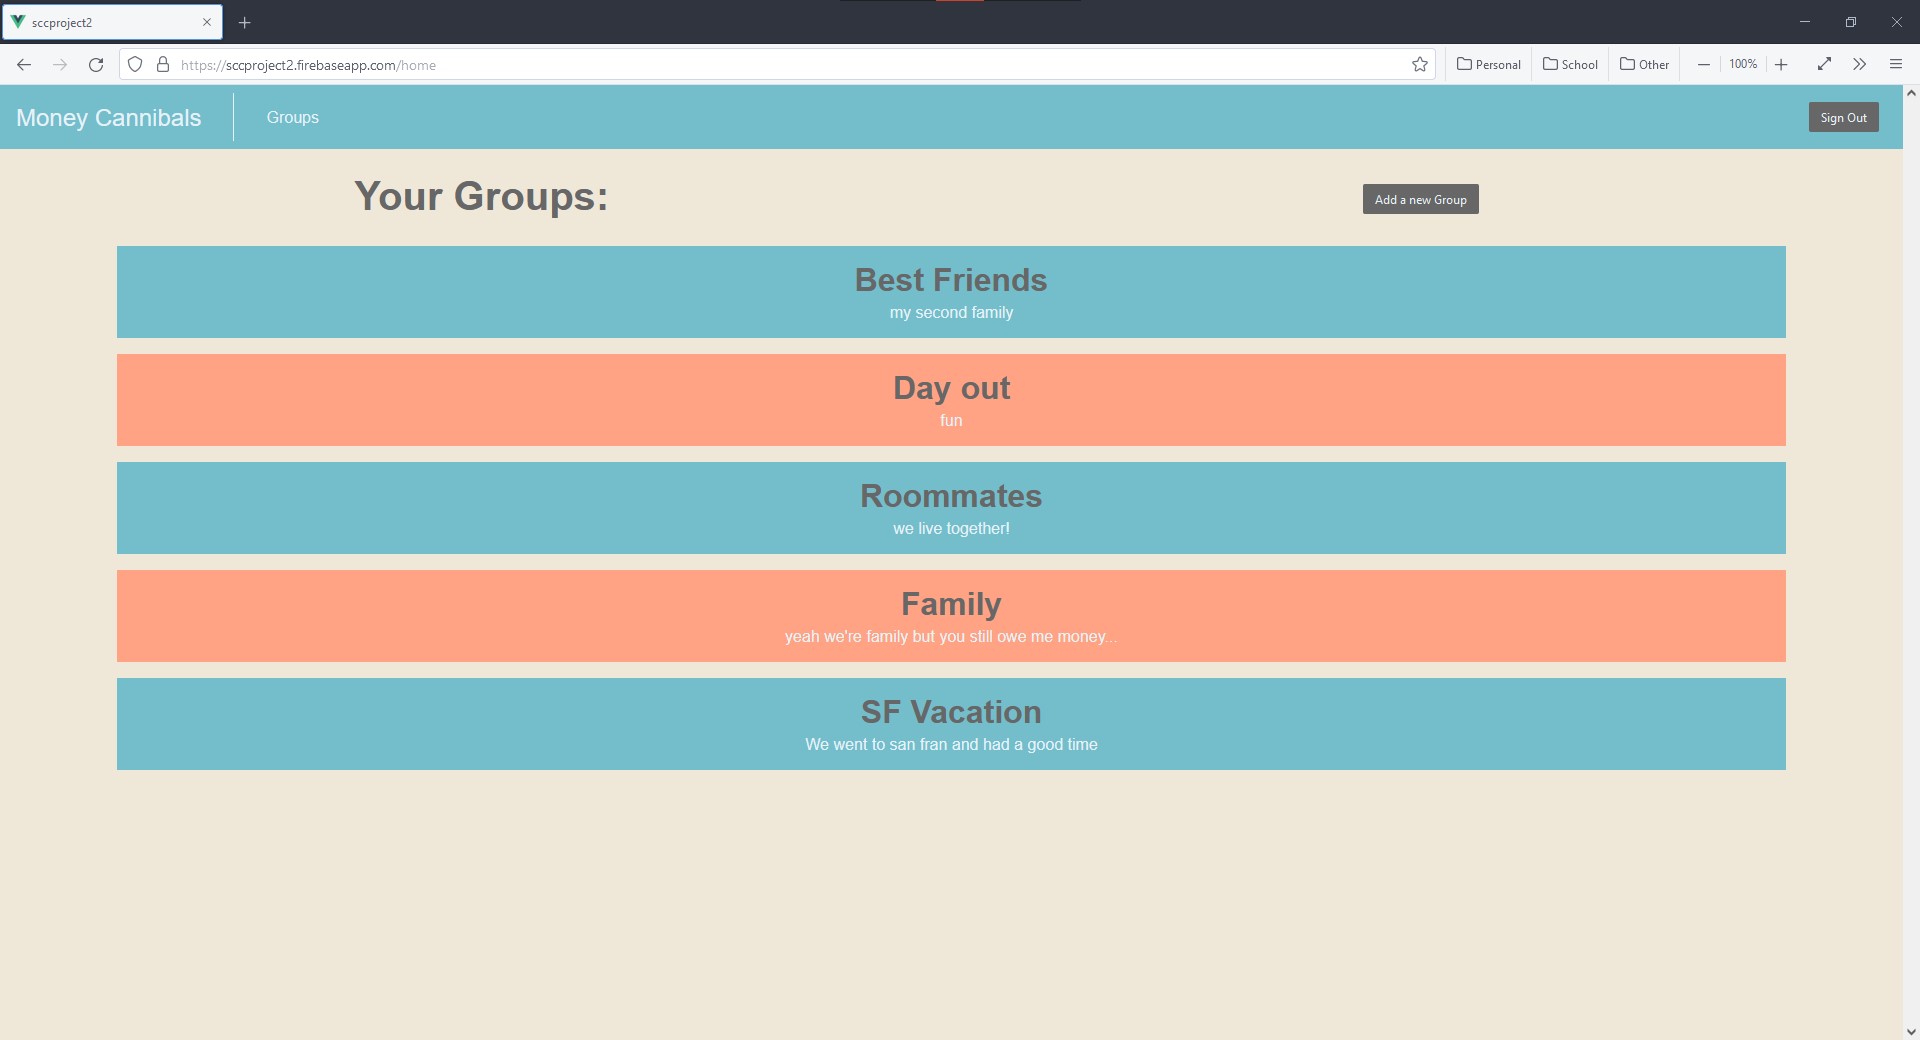 sccproject2
https://sccproject2.firebaseapp.com/home
Personal
School
Other
100%
Money Cannibals
Groups
Sign Out
Your Groups:
Add a new Group
Best Friends
my second family
Day out
fun
Roommates
we live together!
Family
yeah we're family but you still owe me money...
SF Vacation
We went to san fran and had a good time